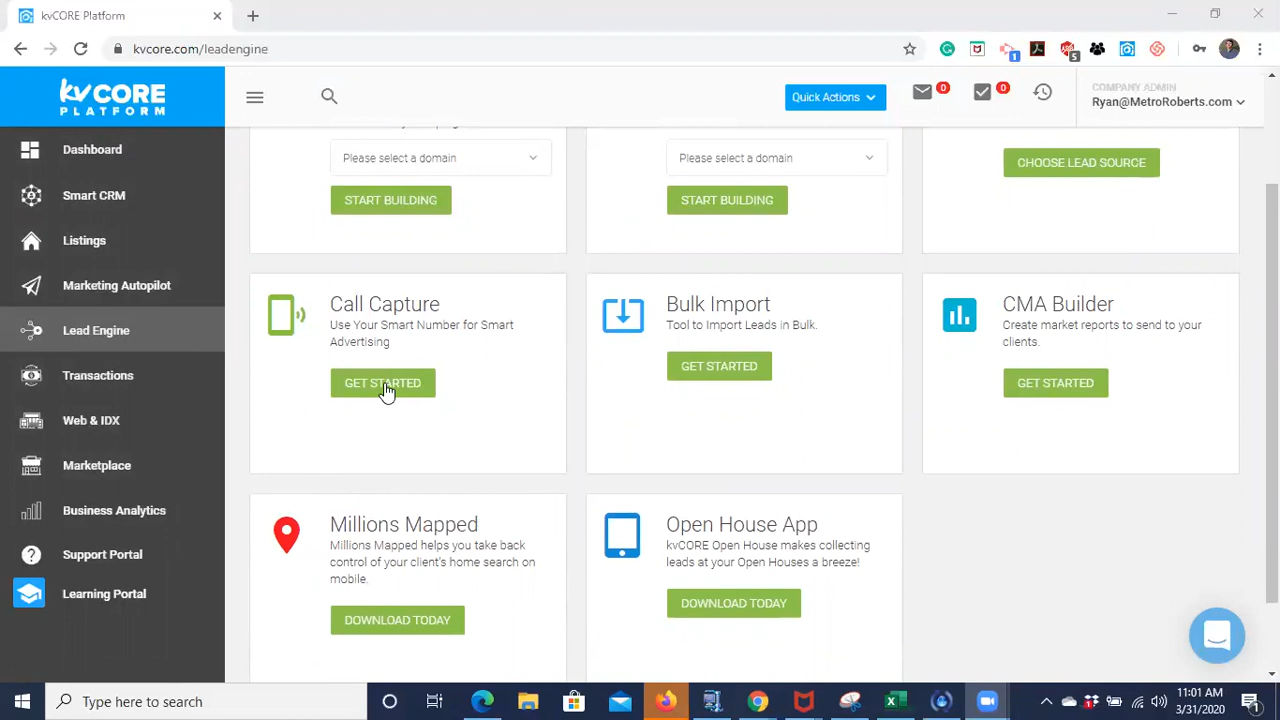 kvCORE Platform
kvcore.com/leadengine
1
5
kvCORE
PLATFORM
Quick Actions
0
0
COMPANY ADMIN
Ryan@MetroRoberts.com
Dashboard
Smart CRM
Listings
Marketing Autopilot
Lead Engine
Transactions
Web & IDX
Marketplace
Business Analytics
Support Portal
Learning Portal
Please select a domain
START BUILDING
Please select a domain
START BUILDING
CHOOSE LEAD SOURCE
Call Capture
Use Your Smart Number for Smart
Advertising
GET STARTED
Bulk Import
Tool to Import Leads in Bulk.
GET STARTED
CMA Builder
Create market reports to send to your
clients.
GET STARTED
Millions Mapped
Millions Mapped helps you take back
control of your client's home search on
mobile.
DOWNLOAD TODAY
Open House App
kvCORE Open House makes collecting
leads at your Open Houses a breeze!
DOWNLOAD TODAY
Type here to search
11:01 AM
3/31/2020
1